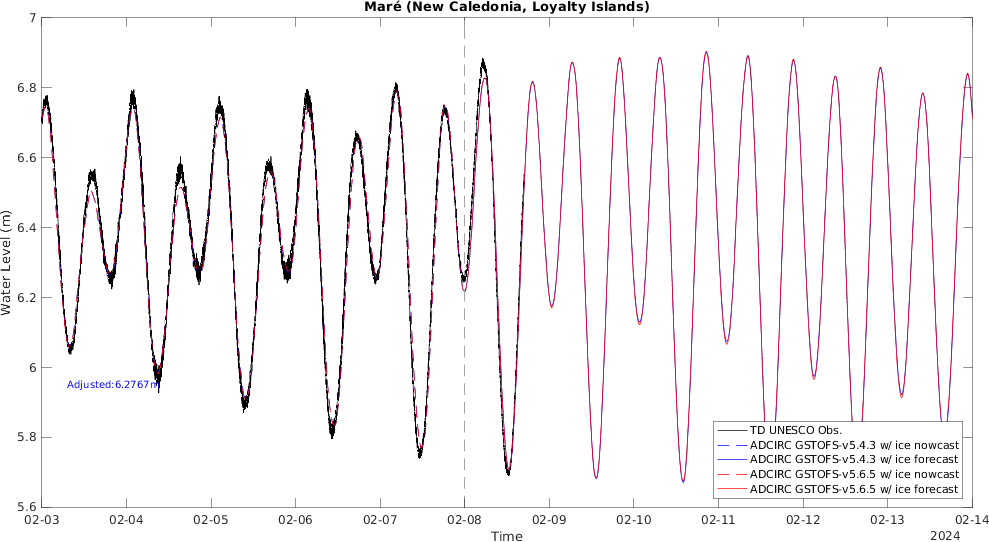 Maré (New Caledonia, Loyalty Islands)
7
6.8
6.6
6.4
6.2
6
5.8
5.6
Water Level (m)
Adjusted:6.2767m
TD UNESCO Obs.
ADCIRC GSTOFS-v5.4.3 w/ ice nowcast
ADCIRC GSTOFS-v5.4.3 w/ ice forecast
ADCIRC GSTOFS-v5.6.5 w/ ice nowcast
ADCIRC GSTOFS-v5.6.5 w/ ice forecast
02-03 02-04 02-05 02-06 02-07 02-08 02-09 02-10 02-11 02-12 02-13 02-14
Time
2024